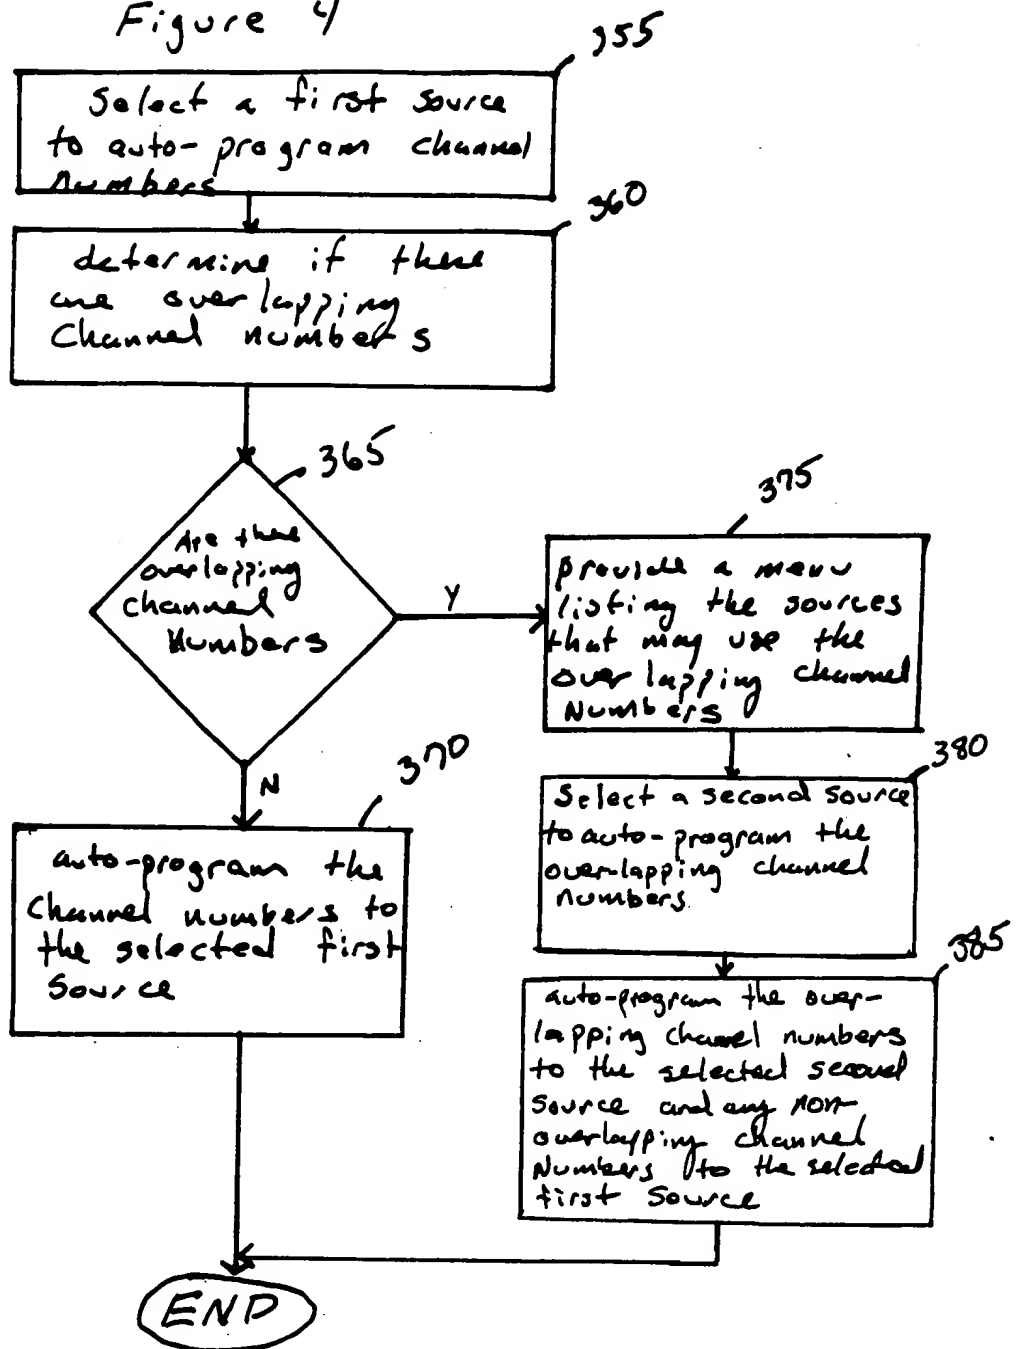 Figure 4
355
Select a first source
to auto-program channel
numbers
360
determine if there
are overlapping
Channel numbers
365
Are there
overlapping
channel
Numbers
Y
N
375
provide a menu
listing the sources
that may use the
overlapping channel
Numbers
380
Select a second source
to auto-program the
over-lapping channel
numbers.
370
auto-program the
Channel numbers to
the selected first
Source
385
auto-program the over-
lapping channel numbers
to the selected second
source and any non-
overlapping channel
Numbers to the selected
first Source
END